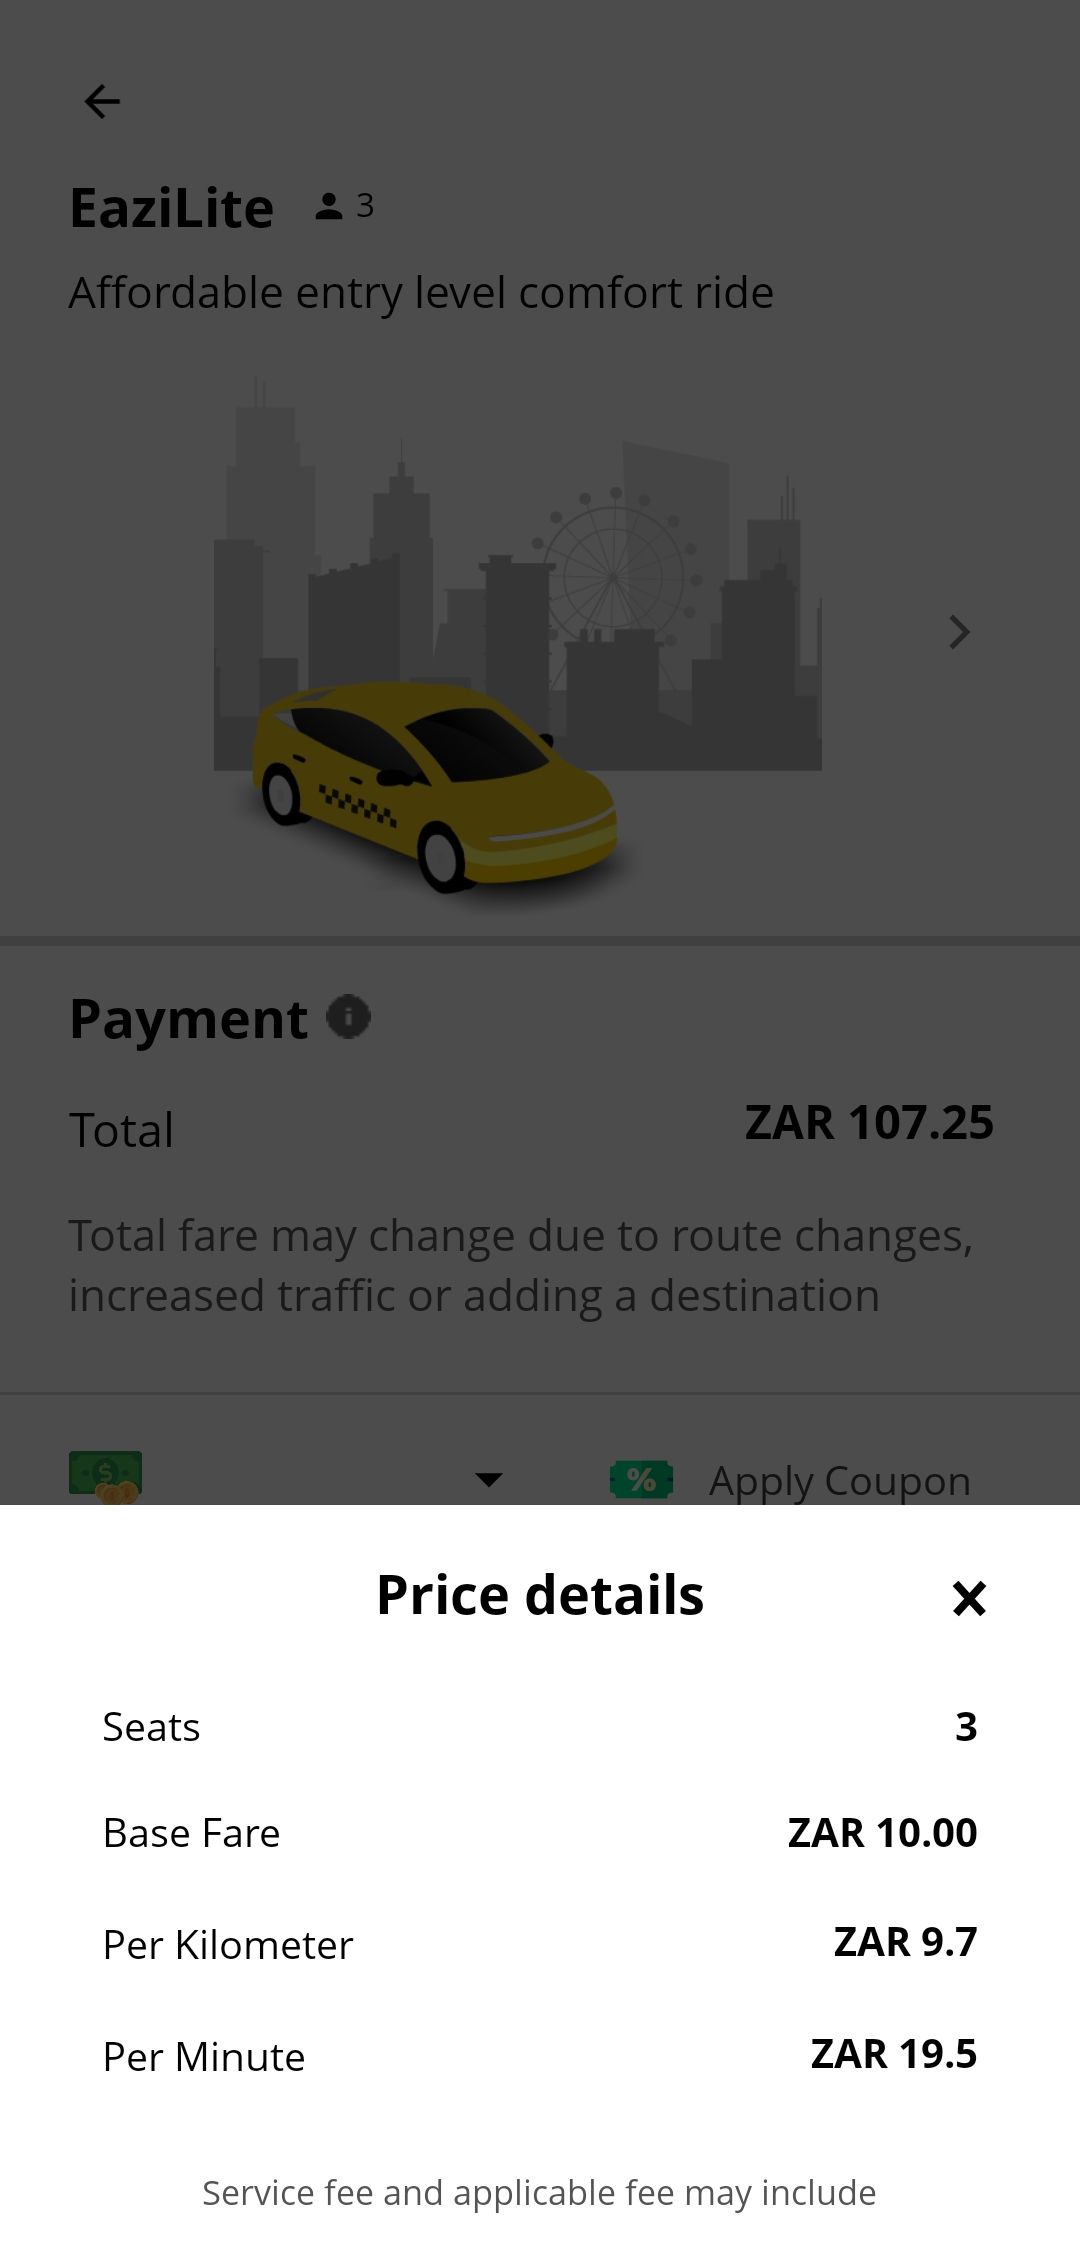 EaziLite 3
Affordable entry level comfort ride
Payment
Total ZAR 107.25
Total fare may change due to route changes,
increased traffic or adding a destination
% Apply Coupon
Price details
Seats 3
Base Fare ZAR 10.00
Per Kilometer ZAR 9.7
Per Minute ZAR 19.5
Service fee and applicable fee may include